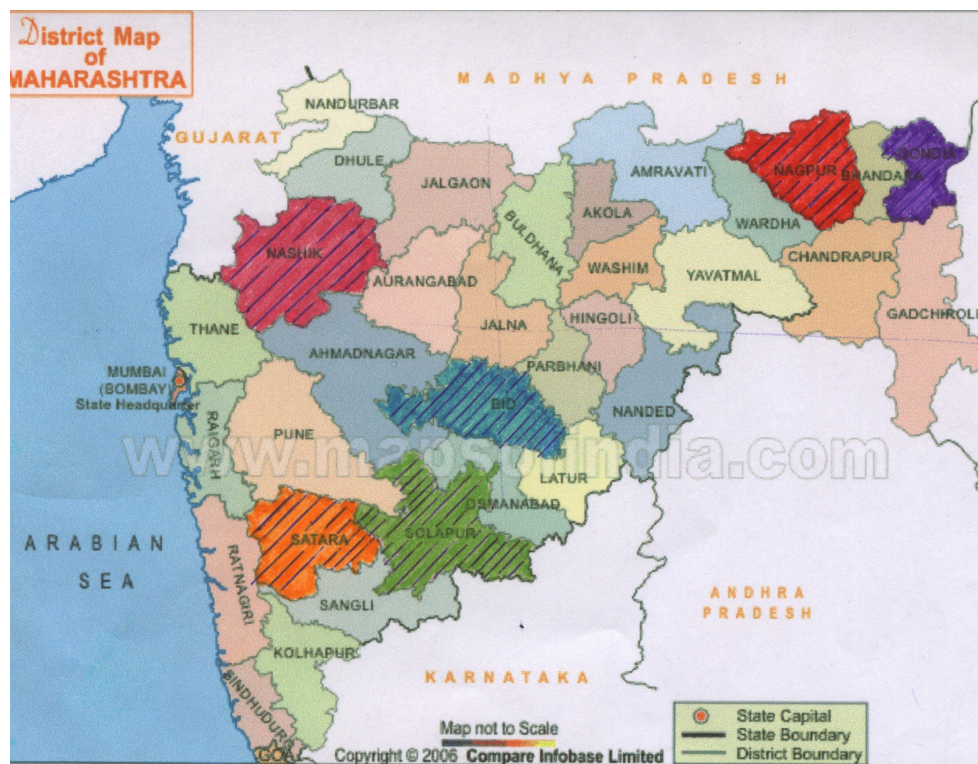 District Map
of
MAHARASHTRA
MADHYA PRADESH
GUJARAT
NANDURBAR
DHULE
JALGAON
BULDHANA
AKOLA
AMRAVATI
NAGPUR
BHANDARA
GONDIA
WARDHA
NASHIK
AURANGABAD
WASHIM
YAVATMAL
CHANDRAPUR
GADCHIROLI
THANE
JALNA
HINGOLI
AHMADNAGAR
PARBHANI
MUMBAI
(BOMBAY)
State Headquarter
BID
NANDED
RAIGARH
PUNE
www.mapsofindia.com
LATUR
OSMANABAD
SATARA
SOLAPUR
ARABIAN
SEA
RATNAGIRI
SANGLI
ANDHRA
PRADESH
KOLHAPUR
KARNATAKA
SINDHUDURG
GOA
Map not to Scale
Copyright © 2006 Compare Infobase Limited
State Capital
State Boundary
District Boundary